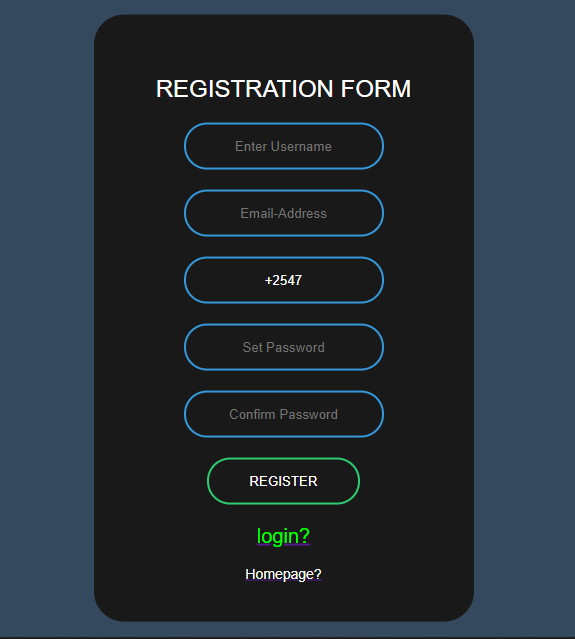 REGISTRATION FORM
Enter Username
Email-Address
+2547
Set Password
Confirm Password
REGISTER
login?
Homepage?